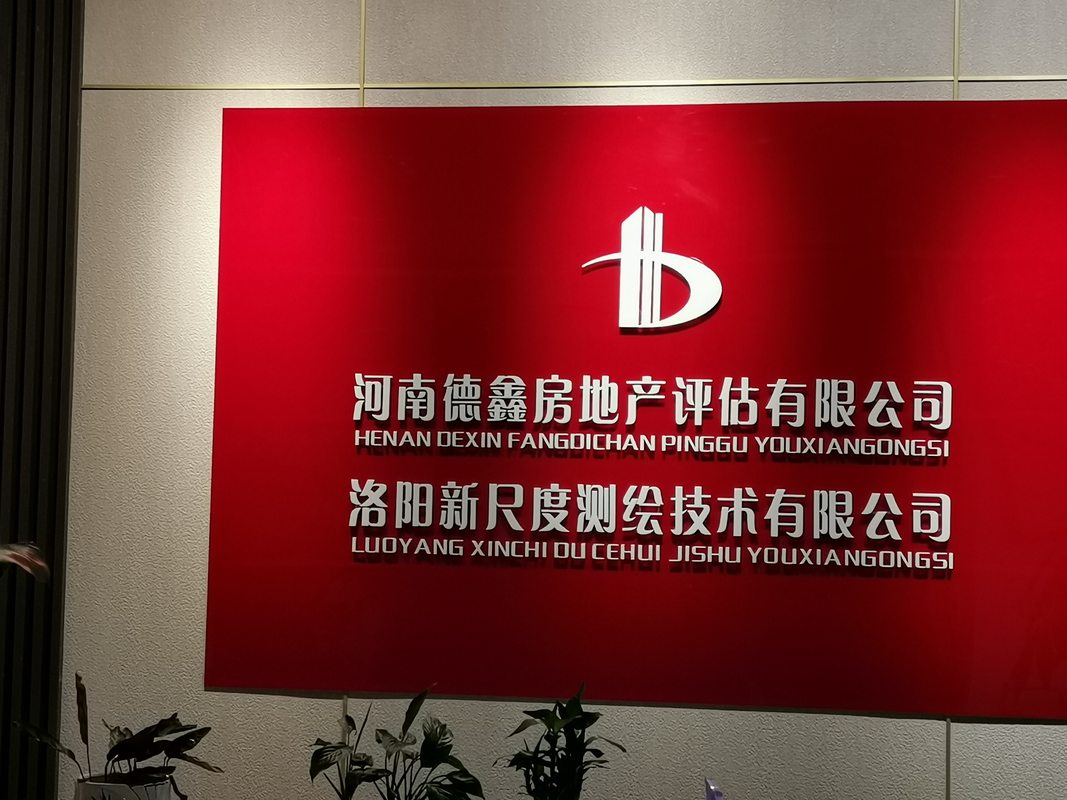 河南德鑫房地产评估有限公司
HENAN DEXIN FANGDICHAN PINGGU YOUXIANGONGSI
洛阳新尺度测绘技术有限公司
LUOYANG XINCHI DU CEHUI JISHU YOUXIANGONGSI